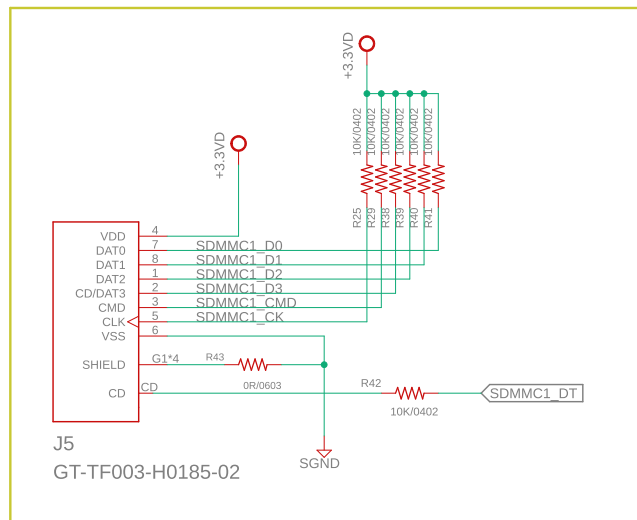 +3.3VD
10K/0402
10K/0402
10K/0402
10K/0402
10K/0402
10K/0402
+3.3VD
R25
R29
R38
R39
R40
R41
VDD 4
DAT0 7 SDMMC1_D0
DAT1 8 SDMMC1_D1
DAT2 1 SDMMC1_D2
CD/DAT3 2 SDMMC1_D3
CMD 3 SDMMC1_CMD
CLK 5 SDMMC1_CK
VSS 6
SHIELD G1*4 R43
0R/0603
CD CD R42 SDMMC1_DT
10K/0402
J5
GT-TF003-H0185-02
SGND